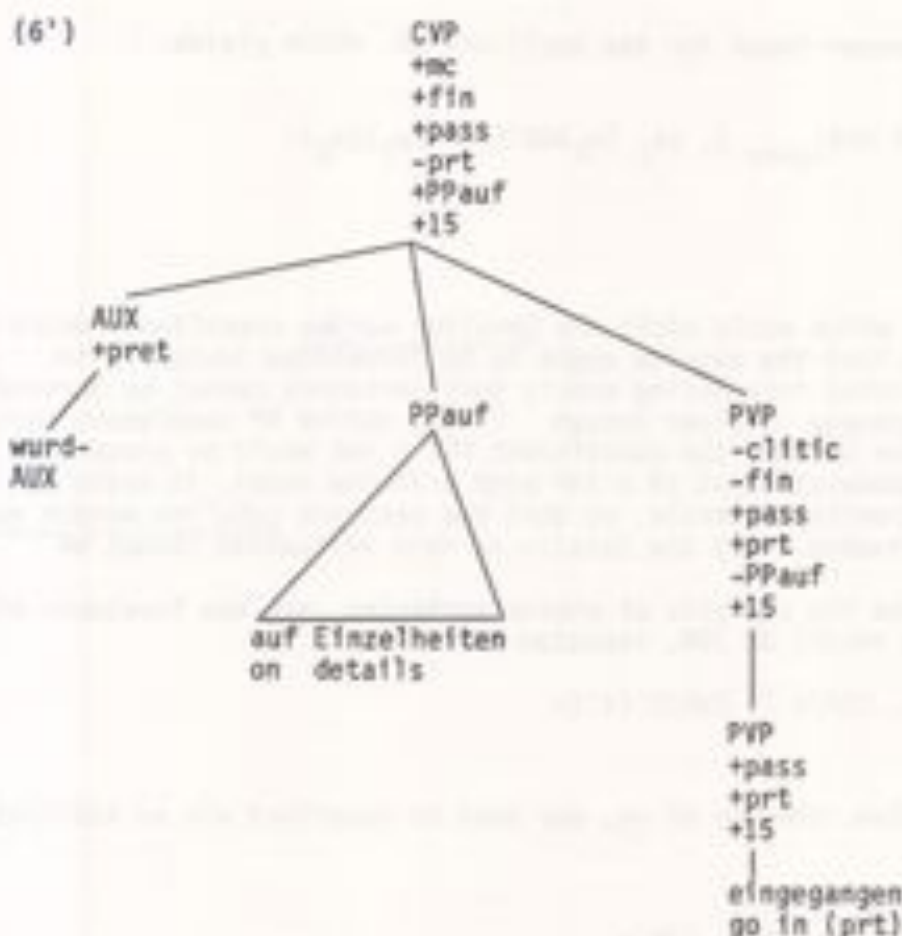 (6')
CVP
+mc
+fin
+pass
-prt
+PPauf
+15
AUX
+pret
wurd-
AUX
PPauf
auf Einzelheiten
on details
PVP
-clitic
-fin
+pass
+prt
-PPauf
+15
PVP
+pass
+prt
+15
eingegangen
go in (prt)